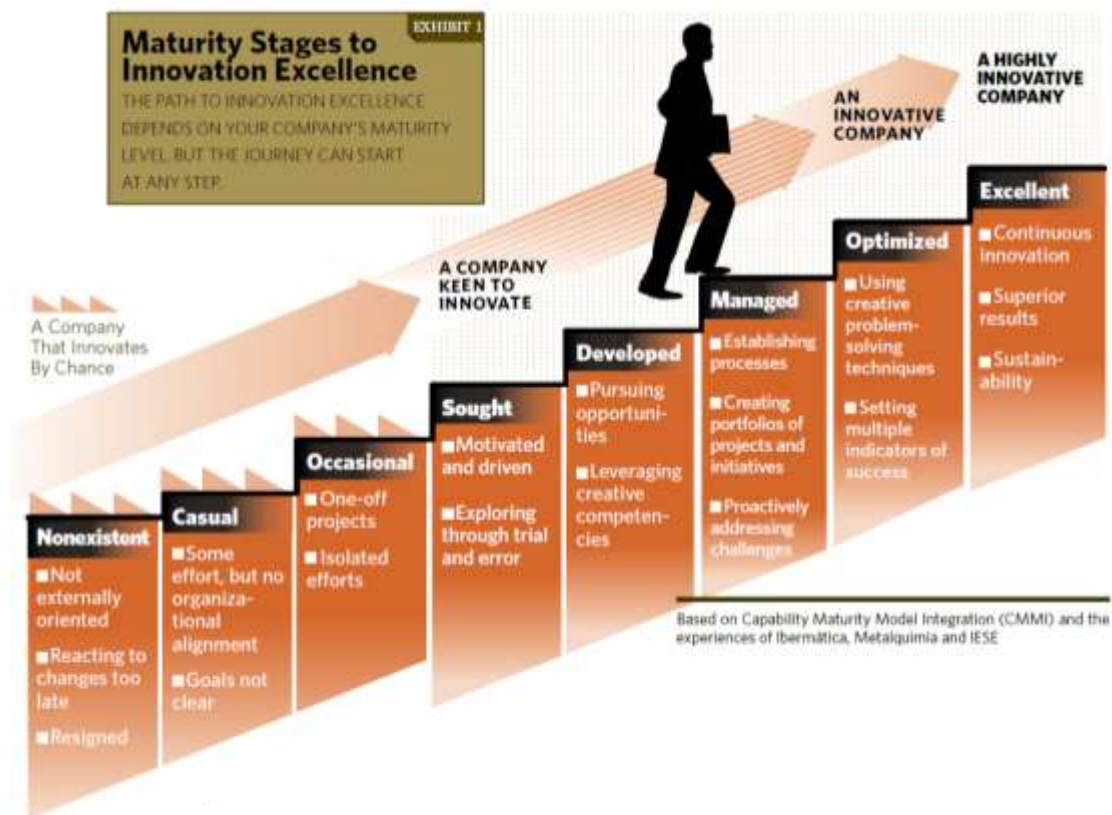 EXHIBIT 1
Maturity Stages to
Innovation Excellence
THE PATH TO INNOVATION EXCELLENCE
DEPENDS ON YOUR COMPANY'S MATURITY
LEVEL. BUT THE JOURNEY CAN START
AT ANY STEP.
A Company
That Innovates
By Chance
A COMPANY
KEEN TO
INNOVATE
AN
INNOVATIVE
COMPANY
A HIGHLY
INNOVATIVE
COMPANY
Nonexistent
Not
externally
oriented
Reacting to
changes too
late
Resigned
Casual
Some
effort, but no
organiza-
tional
alignment
Goals not
clear
Occasional
One-off
projects
Isolated
efforts
Sought
Motivated
and driven
Exploring
through trial
and error
Developed
Pursuing
opportuni-
ties
Leveraging
creative
competen-
cies
Managed
Establishing
processes
Creating
portfolios of
projects and
initiatives
Proactively
addressing
challenges
Optimized
Using
creative
problem-
solving
techniques
Setting
multiple
indicators of
success
Excellent
Continuous
innovation
Superior
results
Sustain-
ability
Based on Capability Maturity Model Integration (CMMI) and the
experiences of Ibermática, Metalquimia and IESE